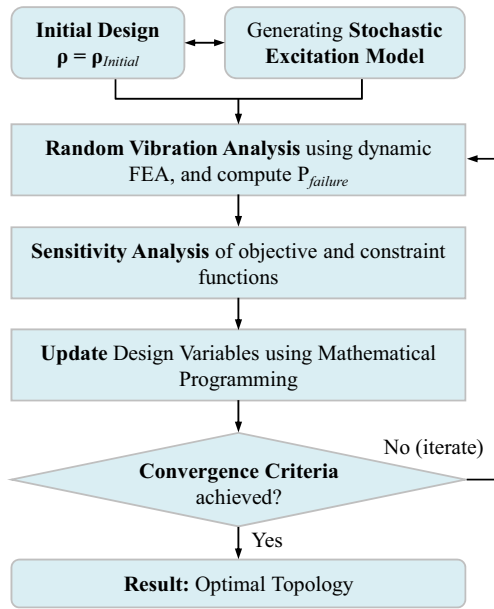 Initial Design
ρ = ρInitial
Generating Stochastic
Excitation Model
Random Vibration Analysis using dynamic
FEA, and compute Pfailure
Sensitivity Analysis of objective and constraint
functions
Update Design Variables using Mathematical
Programming
Convergence Criteria
achieved?
No (iterate)
Yes
Result: Optimal Topology